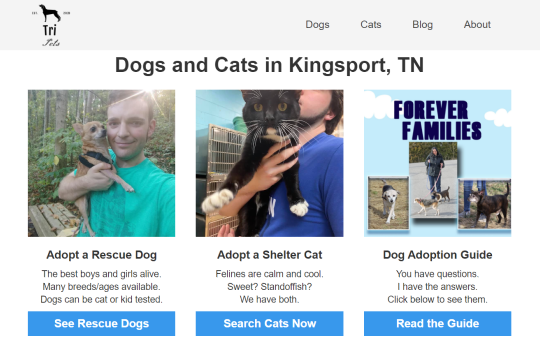 Tri
Pets
Dogs
Cats
Blog
About
Dogs and Cats in Kingsport, TN
FOREVER
FAMILIES
Adopt a Rescue Dog
The best boys and girls alive.
Many breeds/ages available.
Dogs can be cat or kid tested.
See Rescue Dogs
Adopt a Shelter Cat
Felines are calm and cool.
Sweet? Standoffish?
We have both.
Search Cats Now
Dog Adoption Guide
You have questions.
I have the answers.
Click below to see them.
Read the Guide